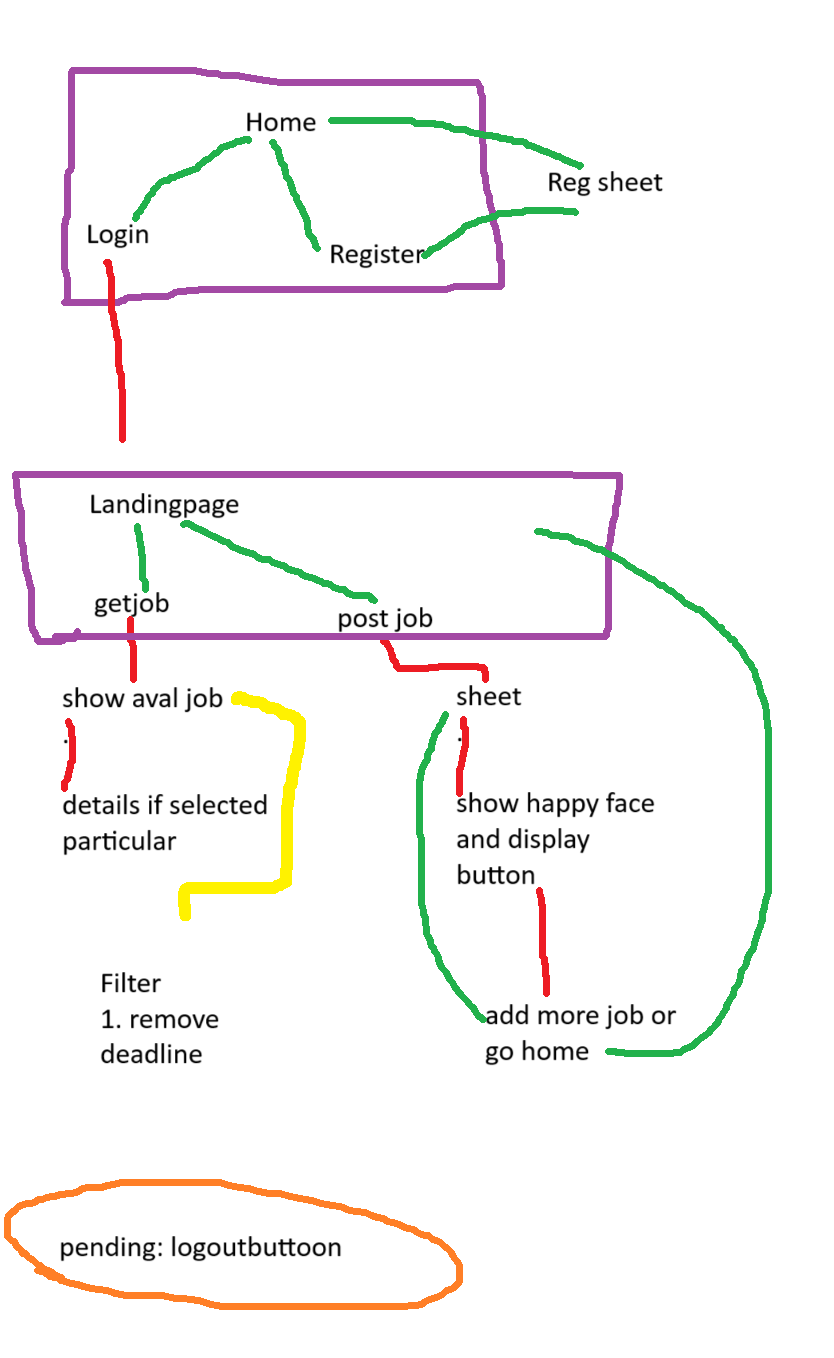 Home
Reg sheet
Login
Register
Landingpage
getjob
post job
show aval job
.
details if selected
particular
Filter
1. remove
deadline
sheet
.
show happy face
and display
button
add more job or
go home
pending: logoutbuttoon